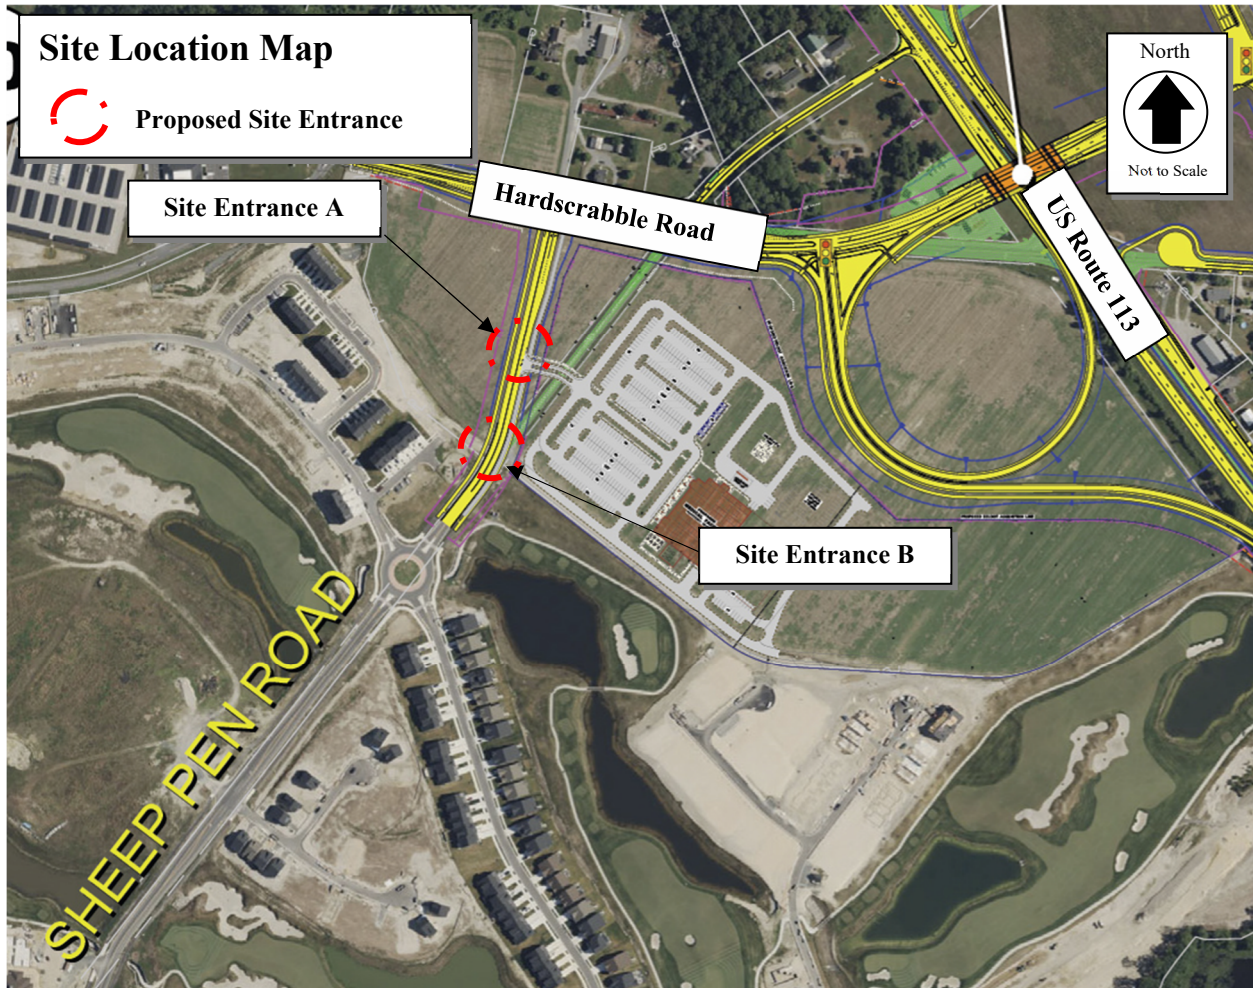 Site Location Map
Proposed Site Entrance
North
Not to Scale
Site Entrance A
Hardscrabble Road
US Route 113
Site Entrance B
SHEEP PEN ROAD